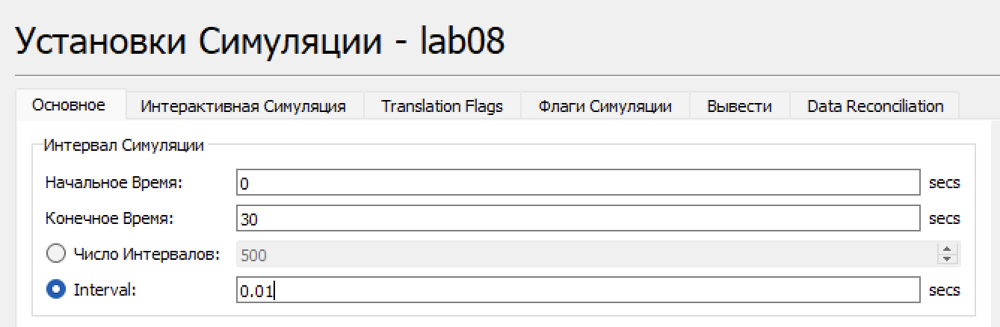 Установки Симуляции - lab08
Основное Интерактивная Симуляция Translation Flags Флаги Симуляции Вывести Data Reconciliation
Интервал Симуляции
Начальное Время: 0 secs
Конечное Время: 30 secs
Число Интервалов: 500
Interval: 0.01 secs